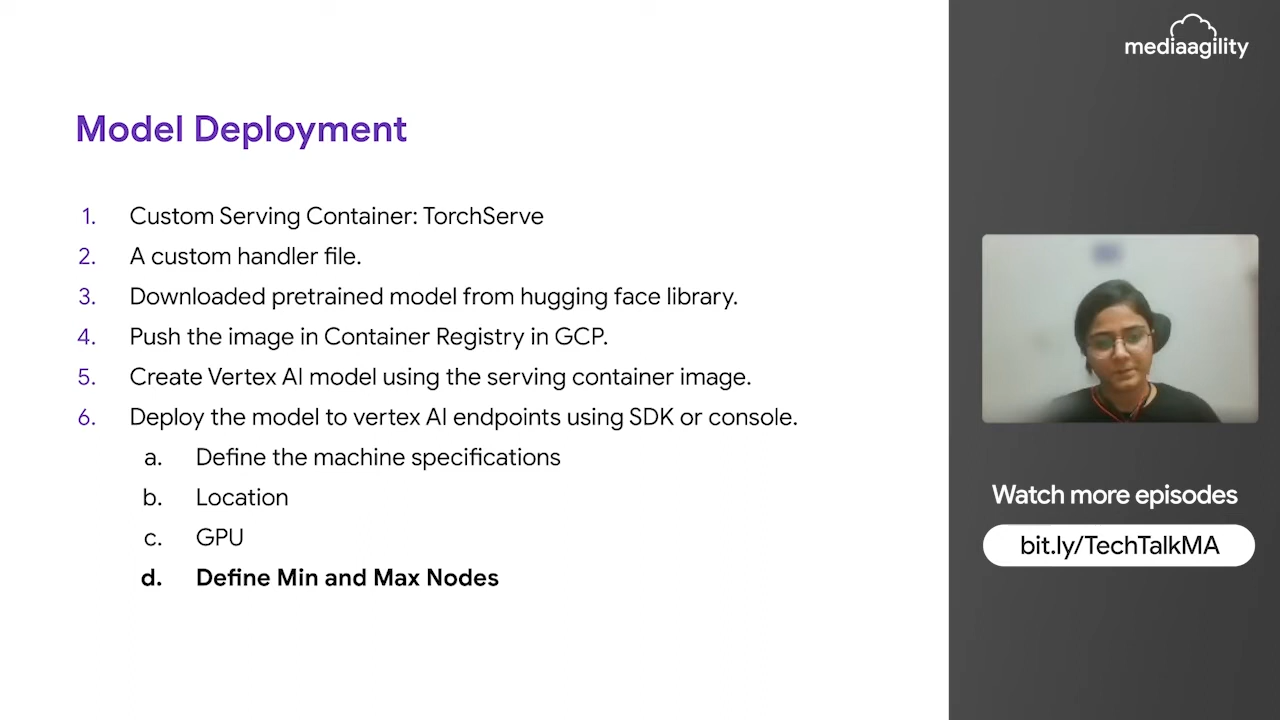 mediaagility
Model Deployment
1. Custom Serving Container: TorchServe
2. A custom handler file.
3. Downloaded pretrained model from hugging face library.
4. Push the image in Container Registry in GCP.
5. Create Vertex AI model using the serving container image.
6. Deploy the model to vertex AI endpoints using SDK or console.
a. Define the machine specifications
b. Location
c. GPU
d. Define Min and Max Nodes
Watch more episodes
bit.ly/TechTalkMA